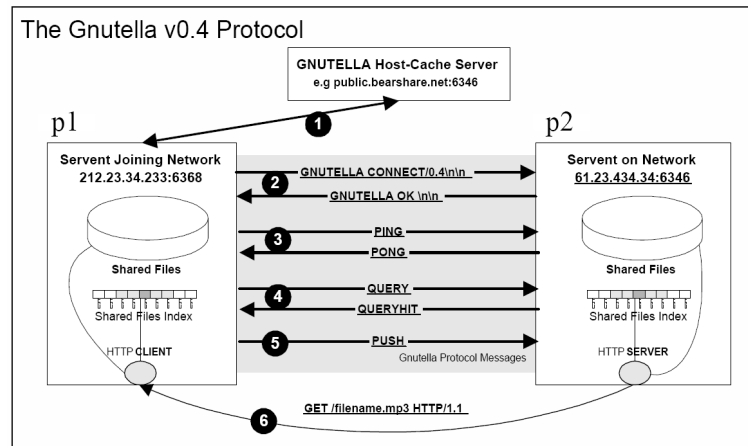 The Gnutella v0.4 Protocol
GNUTELLA Host-Cache Server
e.g public.bearshare.net:6346
1
p1
p2
Servent Joining Network
212.23.34.233:6368
Servent on Network
61.23.434.34:6346
GNUTELLA CONNECT/0.4\n\n
2
GNUTELLA OK \n\n
PING
3
PONG
Shared Files
Shared Files
QUERY
4
QUERYHIT
Shared Files Index
Shared Files Index
PUSH
5
Gnutella Protocol Messages
HTTP CLIENT
HTTP SERVER
GET /filename.mp3 HTTP/1.1
6